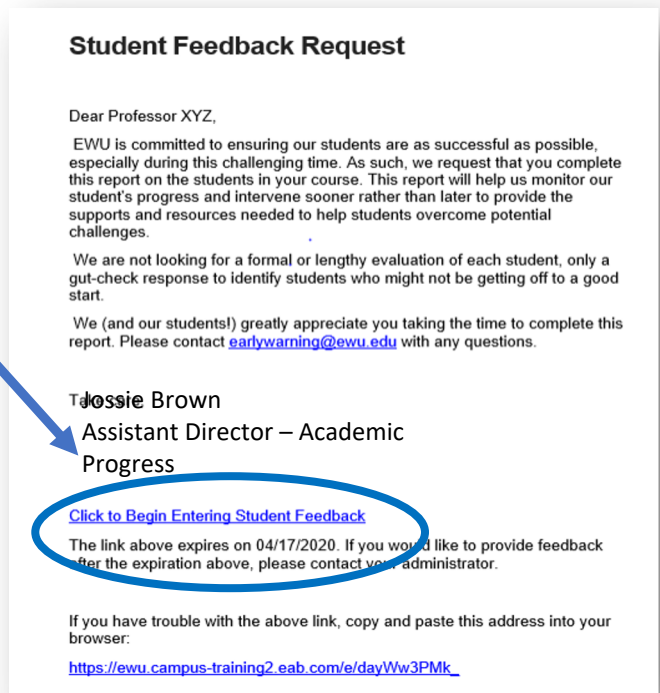 Student Feedback Request
Dear Professor XYZ,
EWU is committed to ensuring our students are as successful as possible,
especially during this challenging time. As such, we request that you complete
this report on the students in your course. This report will help us monitor our
student's progress and intervene sooner rather than later to provide the
supports and resources needed to help students overcome potential
challenges.
We are not looking for a formal or lengthy evaluation of each student, only a
gut-check response to identify students who might not be getting off to a good
start.
We (and our students!) greatly appreciate you taking the time to complete this
report. Please contact earlywarning@ewu.edu with any questions.
Jossie Brown
Assistant Director – Academic
Progress
Click to Begin Entering Student Feedback
The link above expires on 04/17/2020. If you would like to provide feedback
after the expiration above, please contact your administrator.
If you have trouble with the above link, copy and paste this address into your
browser:
https://ewu.campus-training2.eab.com/e/dayWw3PMk_